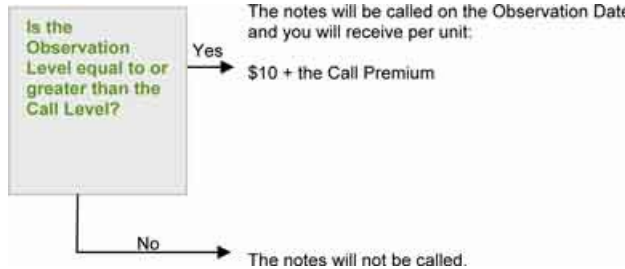 Is the
Observation
Level equal to or
greater than the
Call Level?
Yes
The notes will be called on the Observation Date
and you will receive per unit:
$10 + the Call Premium
No
The notes will not be called.